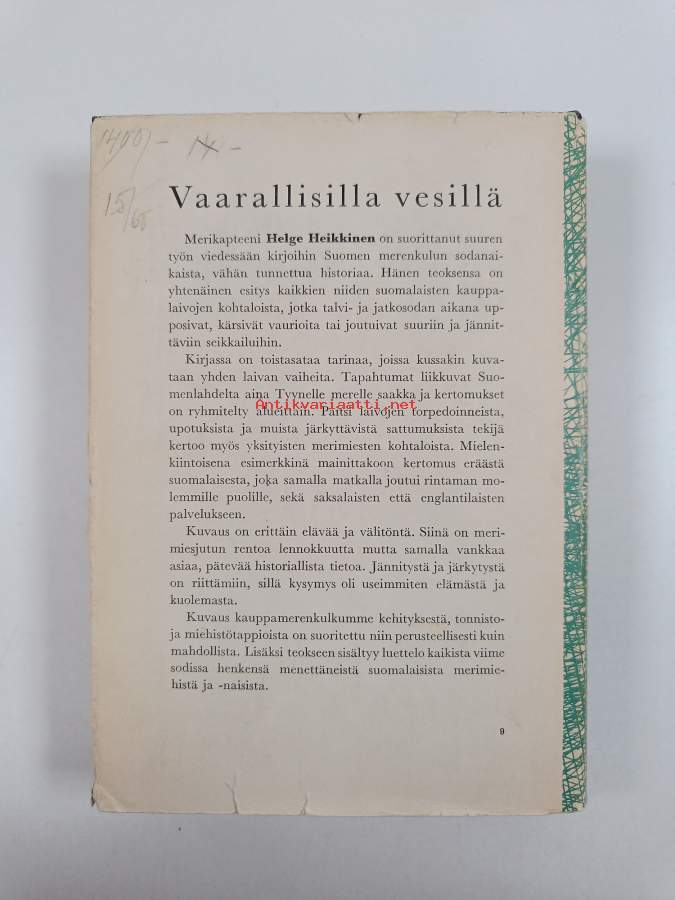 1400,- 14 -
15/65
Vaarallisilla vesillä
Merikapteeni Helge Heikkinen on suorittanut suuren
työn viedessään kirjoihin Suomen merenkulun sodanai-
kaista, vähän tunnettua historiaa. Hänen teoksensa on
yhtenäinen esitys kaikkien niiden suomalaisten kauppa-
laivojen kohtaloista, jotka talvi- ja jatkosodan aikana up-
posivat, kärsivät vaurioita tai joutuivat suuriin ja jännit-
täviin seikkailuihin.
Kirjassa on toistasataa tarinaa, joissa kussakin kuva-
taan yhden laivan vaiheita. Tapahtumat liikkuvat Suo-
menlahdelta aina Tyynelle merelle saakka ja kertomukset
Antikvariaatti.net
on ryhmitelty alueittain. Paitsi laivojen torpedoinneista,
upotuksista ja muista järkyttävistä sattumuksista tekijä
kertoo myös yksityisten merimiesten kohtaloista. Mielen-
kiintoisena esimerkkinä mainittakoon kertomus eräästä
suomalaisesta, joka samalla matkalla joutui rintaman mo-
lemmille puolille, sekä saksalaisten että englantilaisten
palvelukseen.
Kuvaus on erittäin elävää ja välitöntä. Siinä on meri-
miesjutun rentoa lennokkuutta mutta samalla vankkaa
asiaa, pätevää historiallista tietoa. Jännitystä ja järkytystä
on riittämiin, sillä kysymys oli useimmiten elämästä ja
kuolemasta.
Kuvaus kauppamerenkulkumme kehityksestä, tonnisto-
ja miehistötappioista on suoritettu niin perusteellisesti kuin
mahdollista. Lisäksi teokseen sisältyy luettelo kaikista viime
sodissa henkensä menettäneistä suomalaisista merimie-
histä ja -naisista.
9